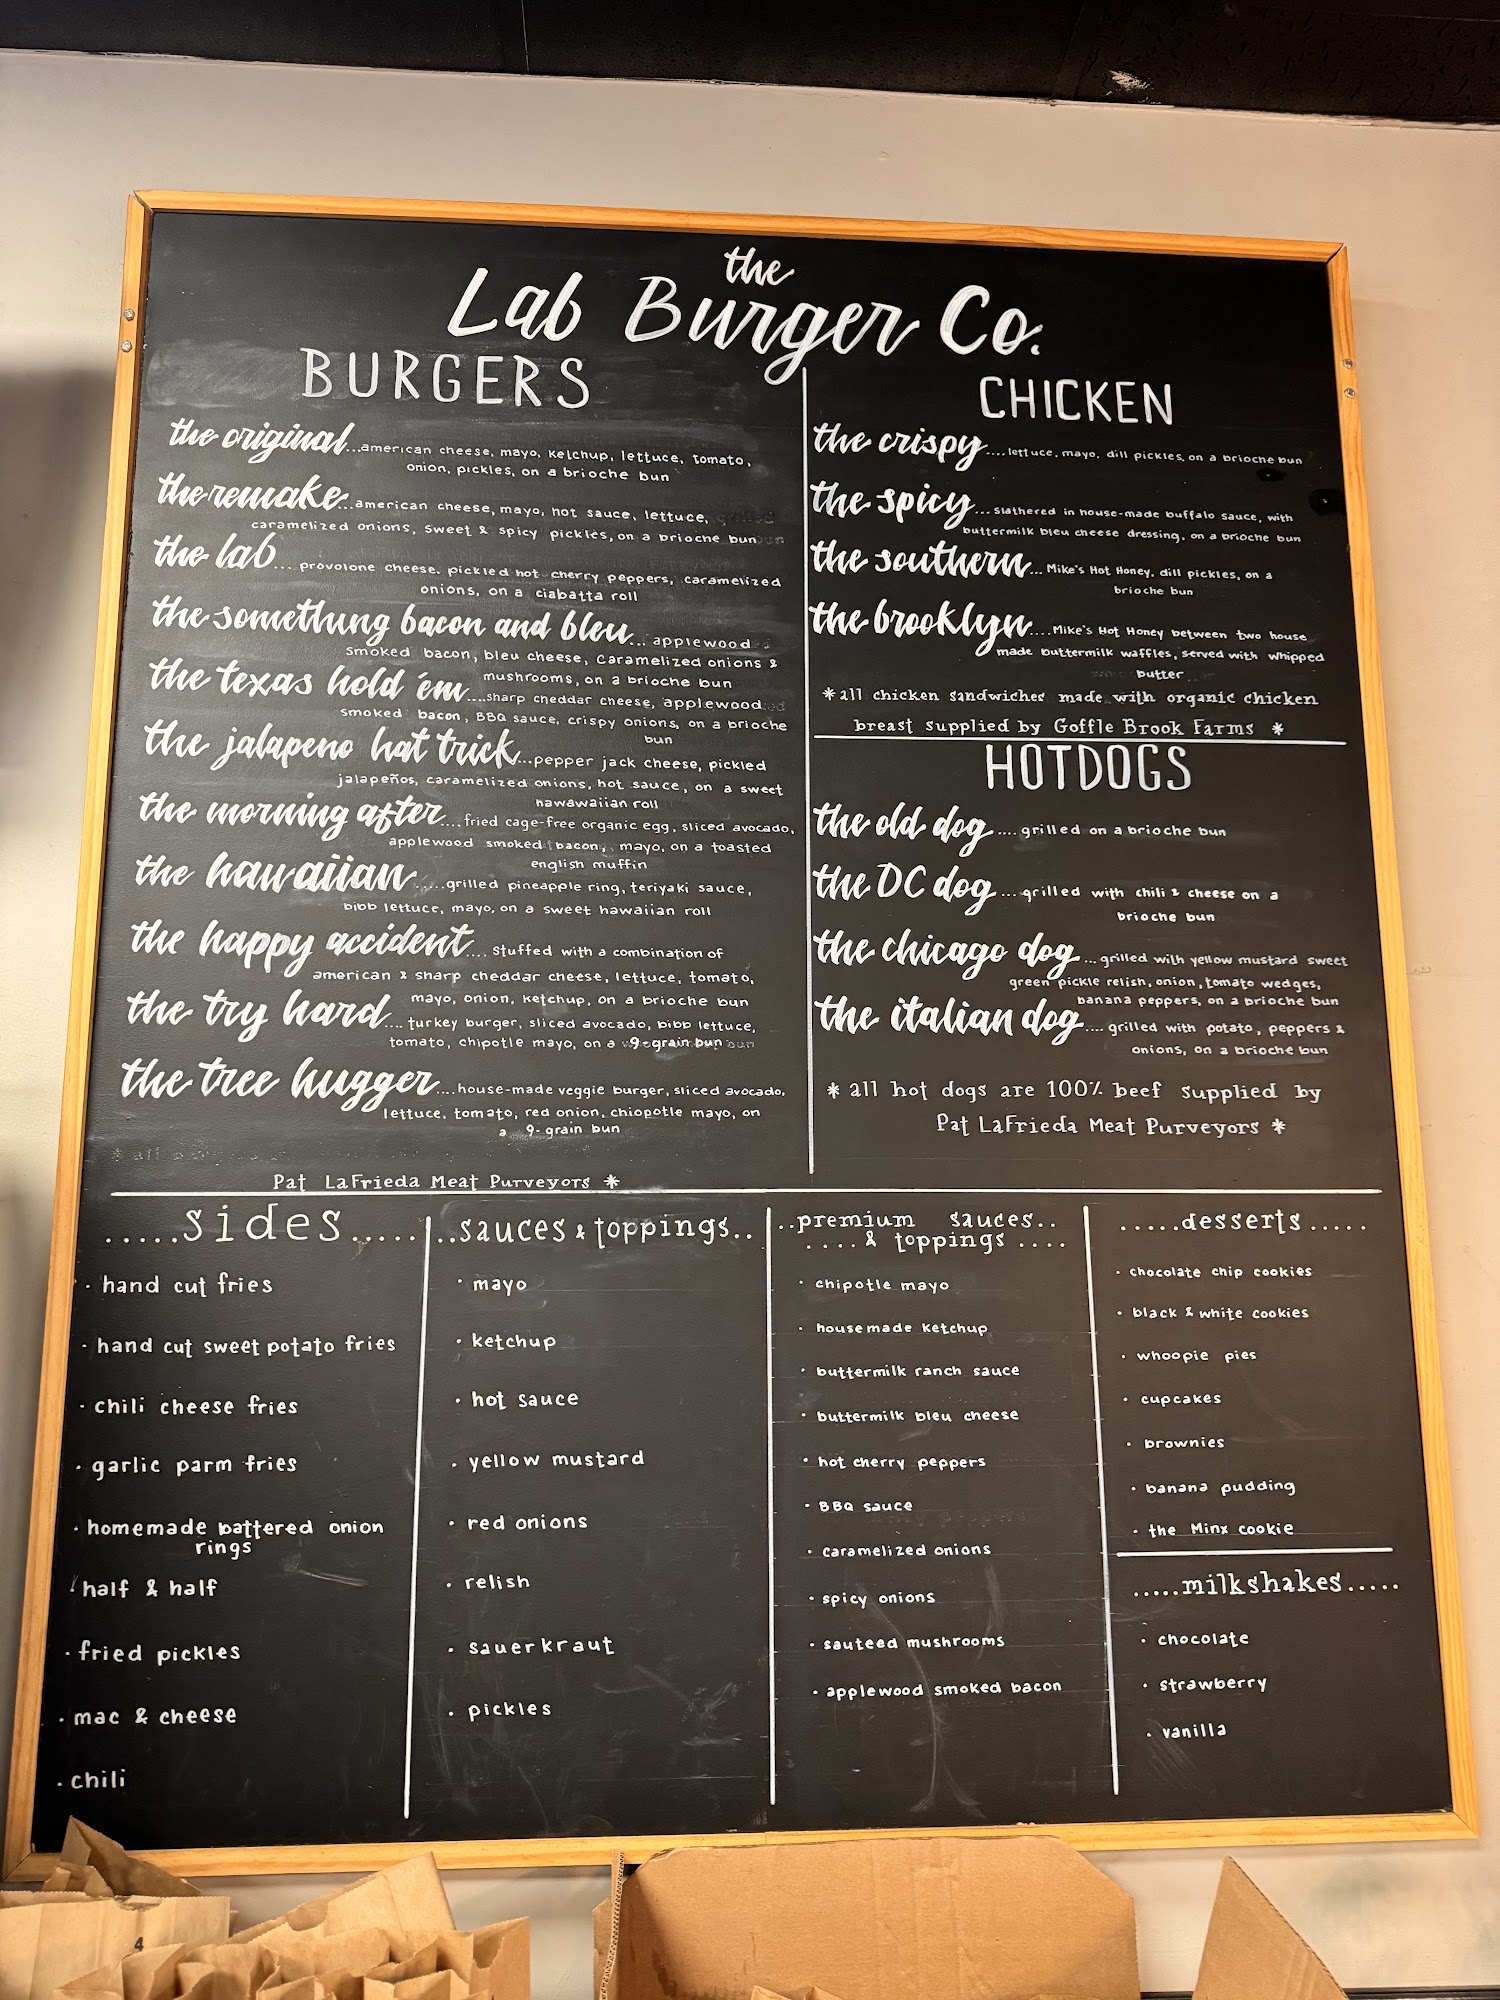 the
Lab Burger Co.
BURGERS
the original...american cheese, mayo, ketchup, lettuce, tomato,
onion, pickles, on a brioche bun
the remake...american cheese, mayo, hot sauce, lettuce,
caramelized onions, sweet & spicy pickles, on a brioche bun
the lab... provolone cheese, pickled hot cherry peppers, caramelized
onions, on a ciabatta roll
the something bacon and bleu... applewood
smoked bacon, bleu cheese, caramelized onions &
mushrooms, on a brioche bun
the texas hold 'em....sharp cheddar cheese, applewood
smoked bacon, BBQ sauce, crispy onions, on a brioche
bun
the jalapeno hat trick...pepper jack cheese, pickled
jalapeños, caramelized onions, hot sauce, on a sweet
hawawaiian roll
the morning after....fried cage-free organic egg, sliced avocado,
applewood smoked bacon, mayo, on a toasted
english muffin
the hawaiian.....grilled pineapple ring, teriyaki sauce,
bibb lettuce, mayo, on a sweet hawaiian roll
the happy accident.... stuffed with a combination of
american & sharp cheddar cheese, lettuce, tomato,
mayo, onion, ketchup, on a brioche bun
the try hard.... turkey burger, sliced avocado, bibb lettuce,
tomato, chipotle mayo, on a 9-grain bun
the tree hugger....house-made veggie burger, sliced avocado,
lettuce, tomato, red onion, chiopotle mayo, on
a 9-grain bun
Pat LaFrieda Meat Purveyors *
CHICKEN
the crispy....lettuce, mayo, dill pickles, on a brioche bun
the spicy...slathered in house-made buffalo sauce, with
buttermilk bleu cheese dressing, on a brioche bun
the southern...Mike's Hot Honey, dill pickles, on a
brioche bun
the brooklyn....Mike's Hot Honey between two house
made buttermilk waffles, served with whipped
butter
*all chicken sandwiches made with organic chicken
breast supplied by Goffle Brook Farms *
HOTDOGS
the old dog....grilled on a brioche bun
the DC dog...grilled with chili & cheese on a
brioche bun
the chicago dog...grilled with yellow mustard sweet
green pickle relish, onion, tomato wedges,
banana peppers, on a brioche bun
the italian dog....grilled with potato, peppers &
onions, on a brioche bun
* all hot dogs are 100% beef supplied by
Pat LaFrieda Meat Purveyors *
.....sides.....
· hand cut fries
· hand cut sweet potato fries
· chili cheese fries
· garlic parm fries
· homemade battered onion
rings
· half & half
· fried pickles
· mac & cheese
· chili
..sauces & toppings..
· mayo
· ketchup
· hot sauce
· yellow mustard
· red onions
· relish
· sauerkraut
· pickles
..premium sauces..
....& toppings....
· chipotle mayo
· housemade ketchup
· buttermilk ranch sauce
· buttermilk bleu cheese
· hot cherry peppers
· BBQ sauce
· caramelized onions
· spicy onions
· sauteed mushrooms
· applewood smoked bacon
.....desserts.....
· chocolate chip cookies
· black & white cookies
· whoopie pies
· cupcakes
· brownies
· banana pudding
· the Minx cookie
.....milkshakes.....
· chocolate
· strawberry
· vanilla
4